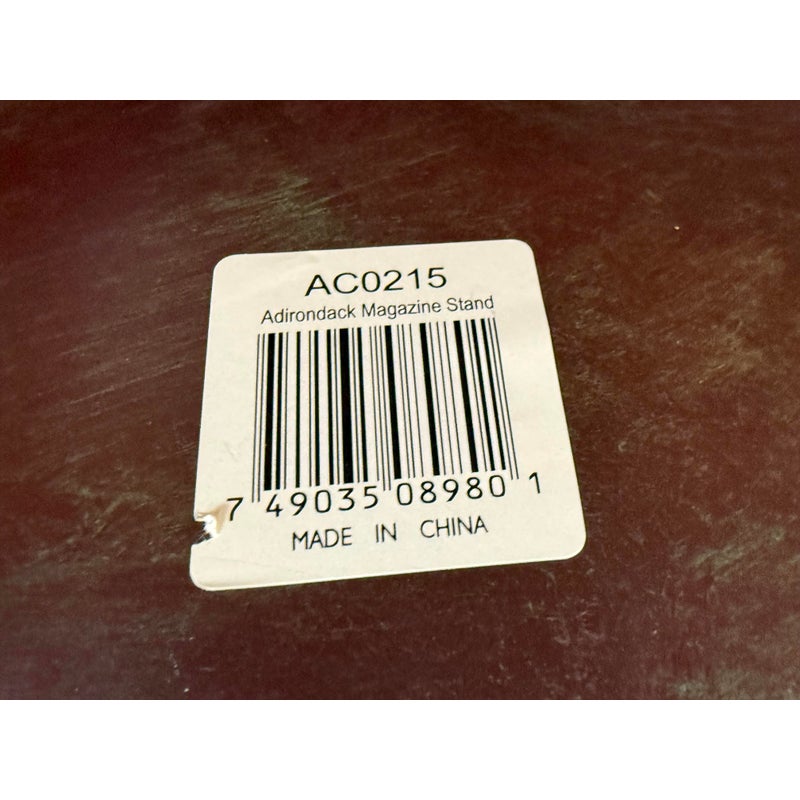 AC0215
Adirondack Magazine Stand
7 49035 08980 1
MADE IN CHINA